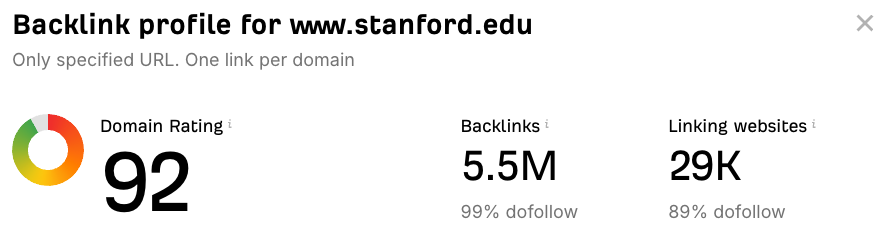 Backlink profile for www.stanford.edu
Only specified URL. One link per domain
Domain Rating i
92
Backlinks i
5.5M
99% dofollow
Linking websites i
29K
89% dofollow